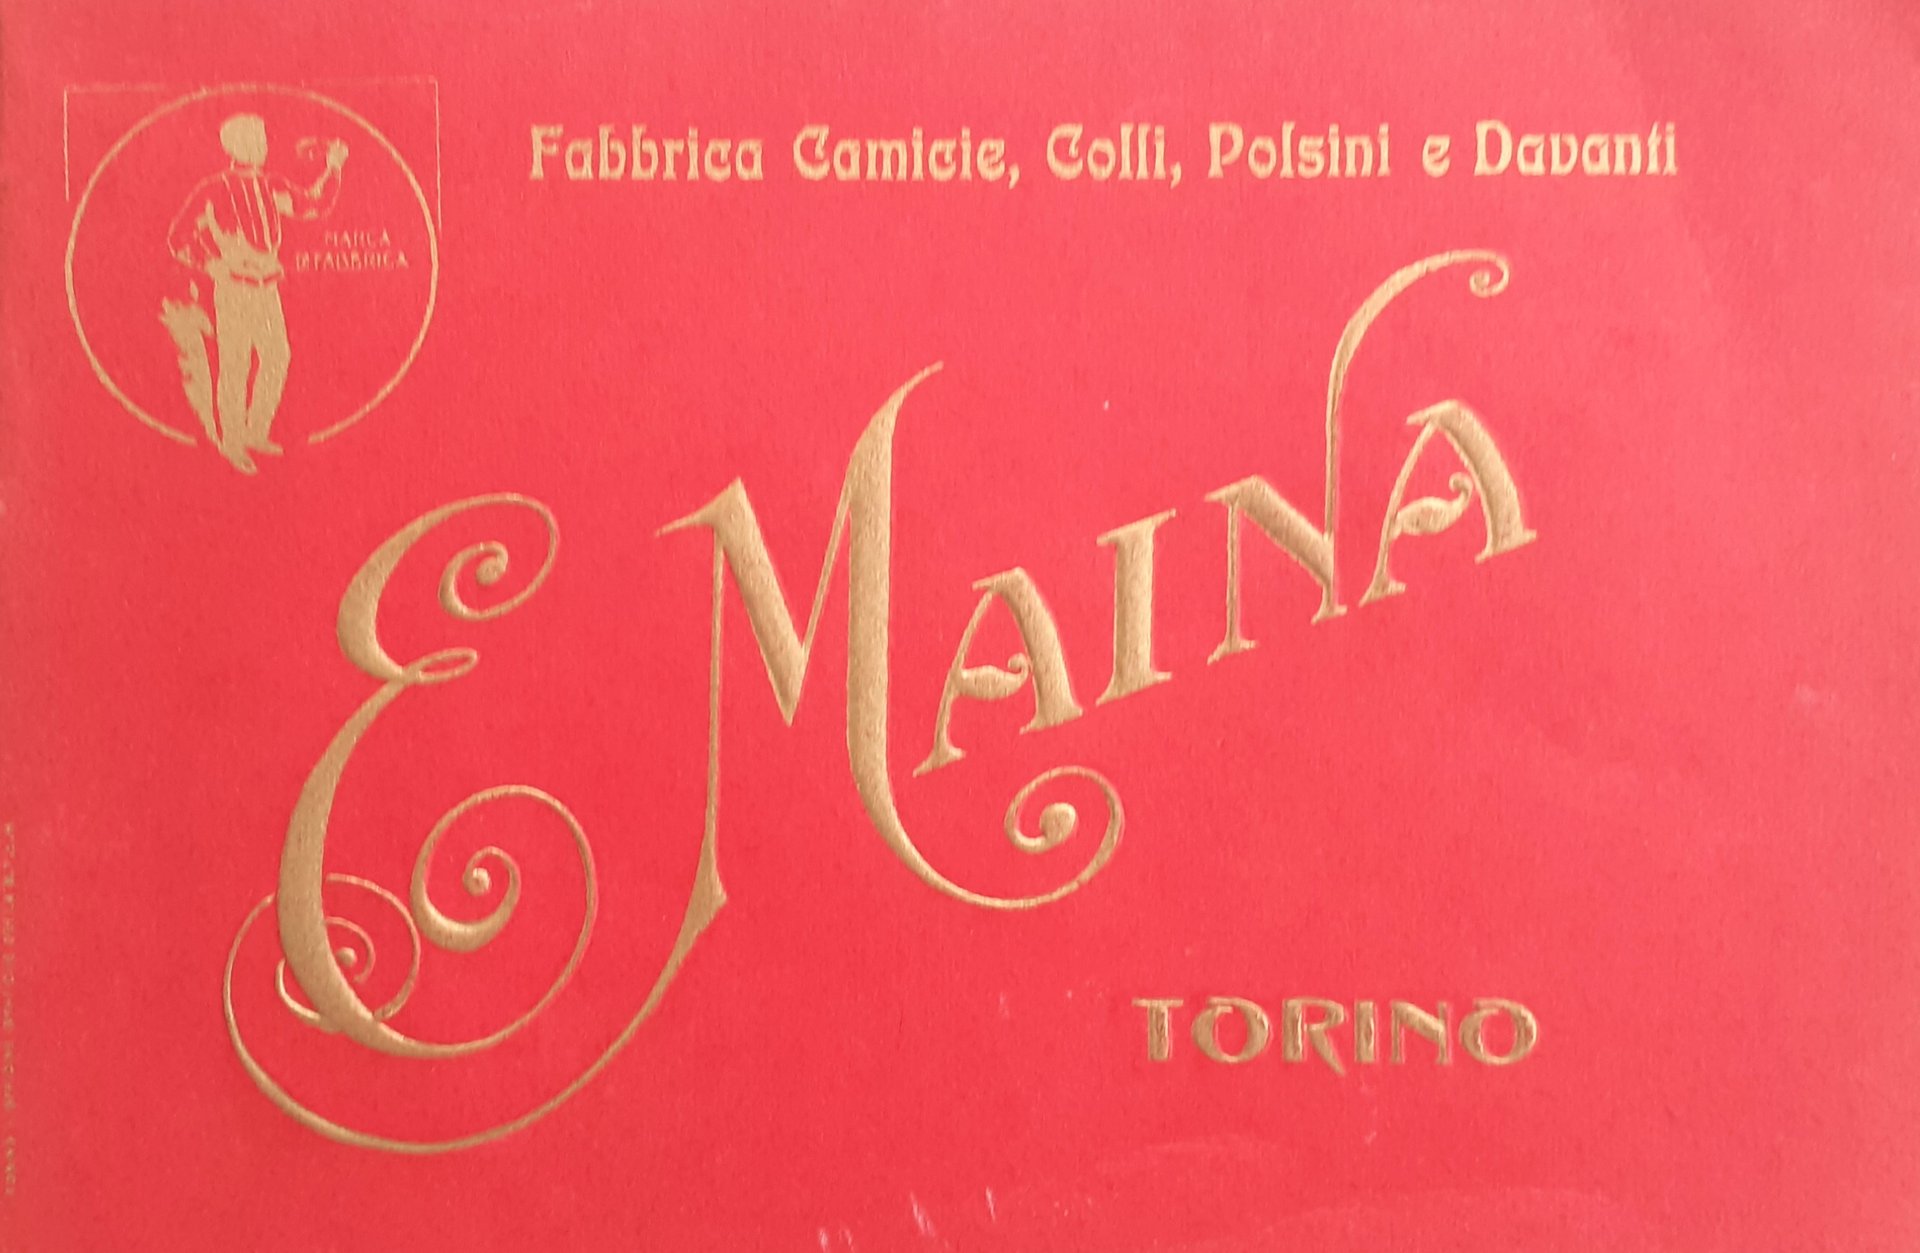 Fabbrica Camicie, Colli, Polsini e Davanti
MARCA
DI FABBRICA
E MAINA
TORINO